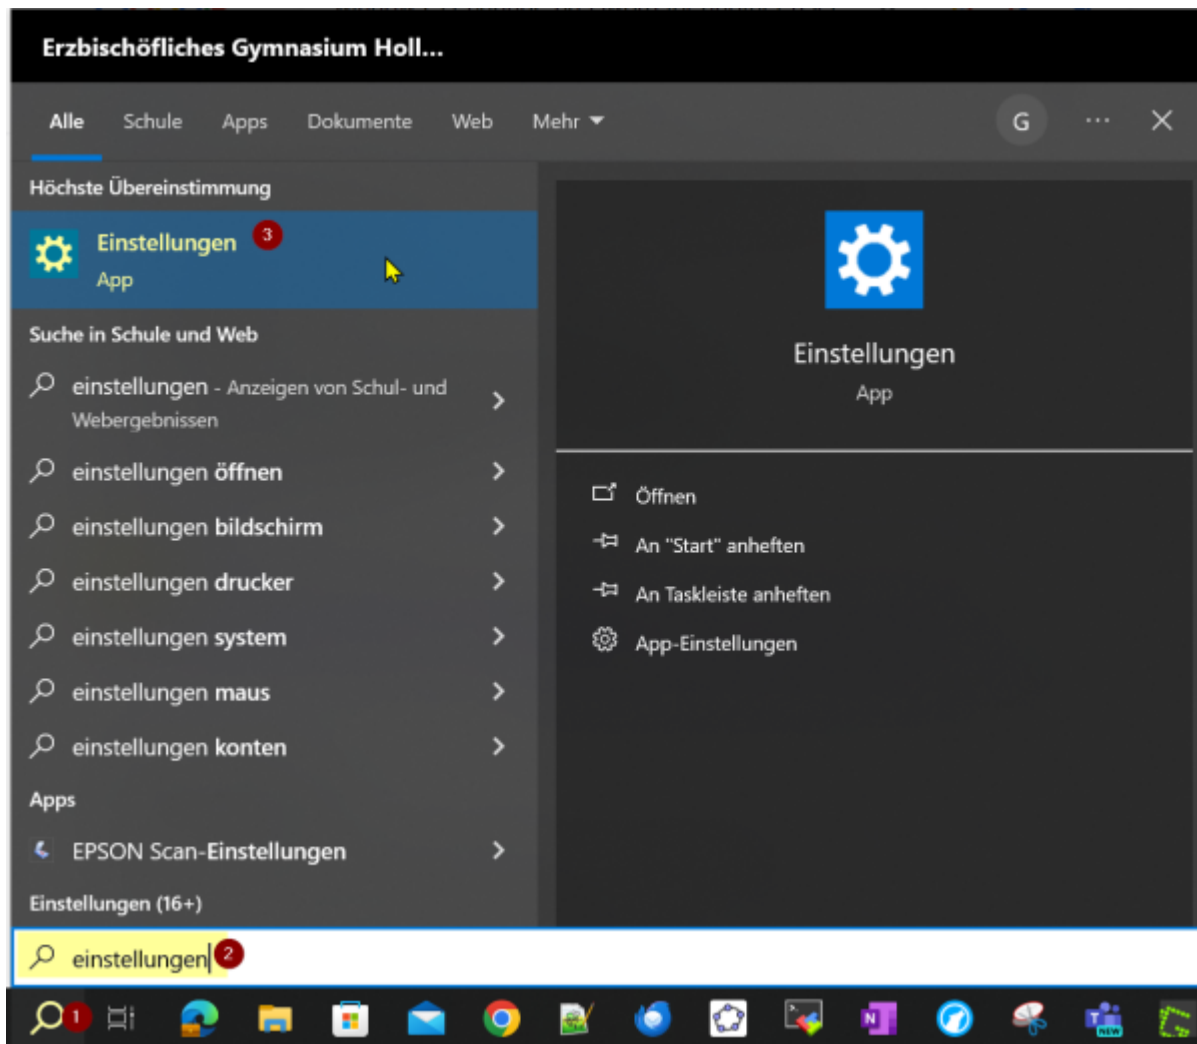 Erzbischöfliches Gymnasium Holl...
Alle Schule Apps Dokumente Web Mehr G ...
Höchste Übereinstimmung
Einstellungen 3
App
Suche in Schule und Web
einstellungen - Anzeigen von Schul- und
Webergebnissen
einstellungen öffnen
einstellungen bildschirm
einstellungen drucker
einstellungen system
einstellungen maus
einstellungen konten
Apps
EPSON Scan-Einstellungen
Einstellungen (16+)
Einstellungen
App
Öffnen
An "Start" anheften
An Taskleiste anheften
App-Einstellungen
einstellungen 2
1
N
T
NEW